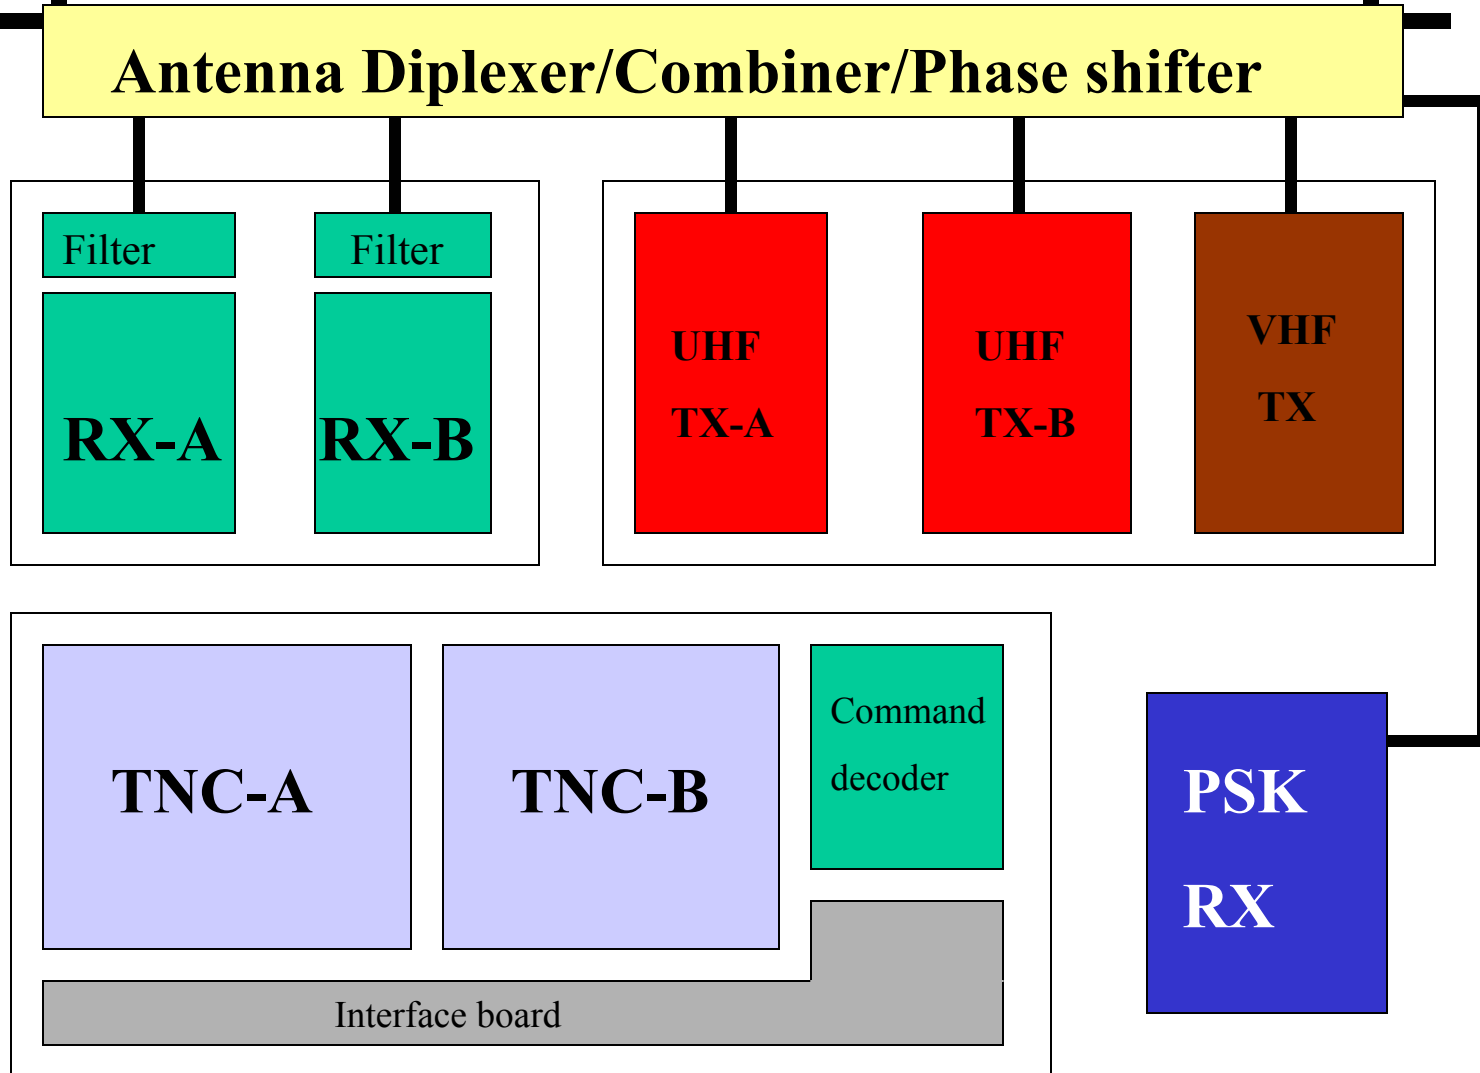 Antenna Diplexer/Combiner/Phase shifter
Filter
Filter
RX-A
RX-B
UHF
TX-A
UHF
TX-B
VHF
TX
TNC-A
TNC-B
Command
decoder
Interface board
PSK
RX